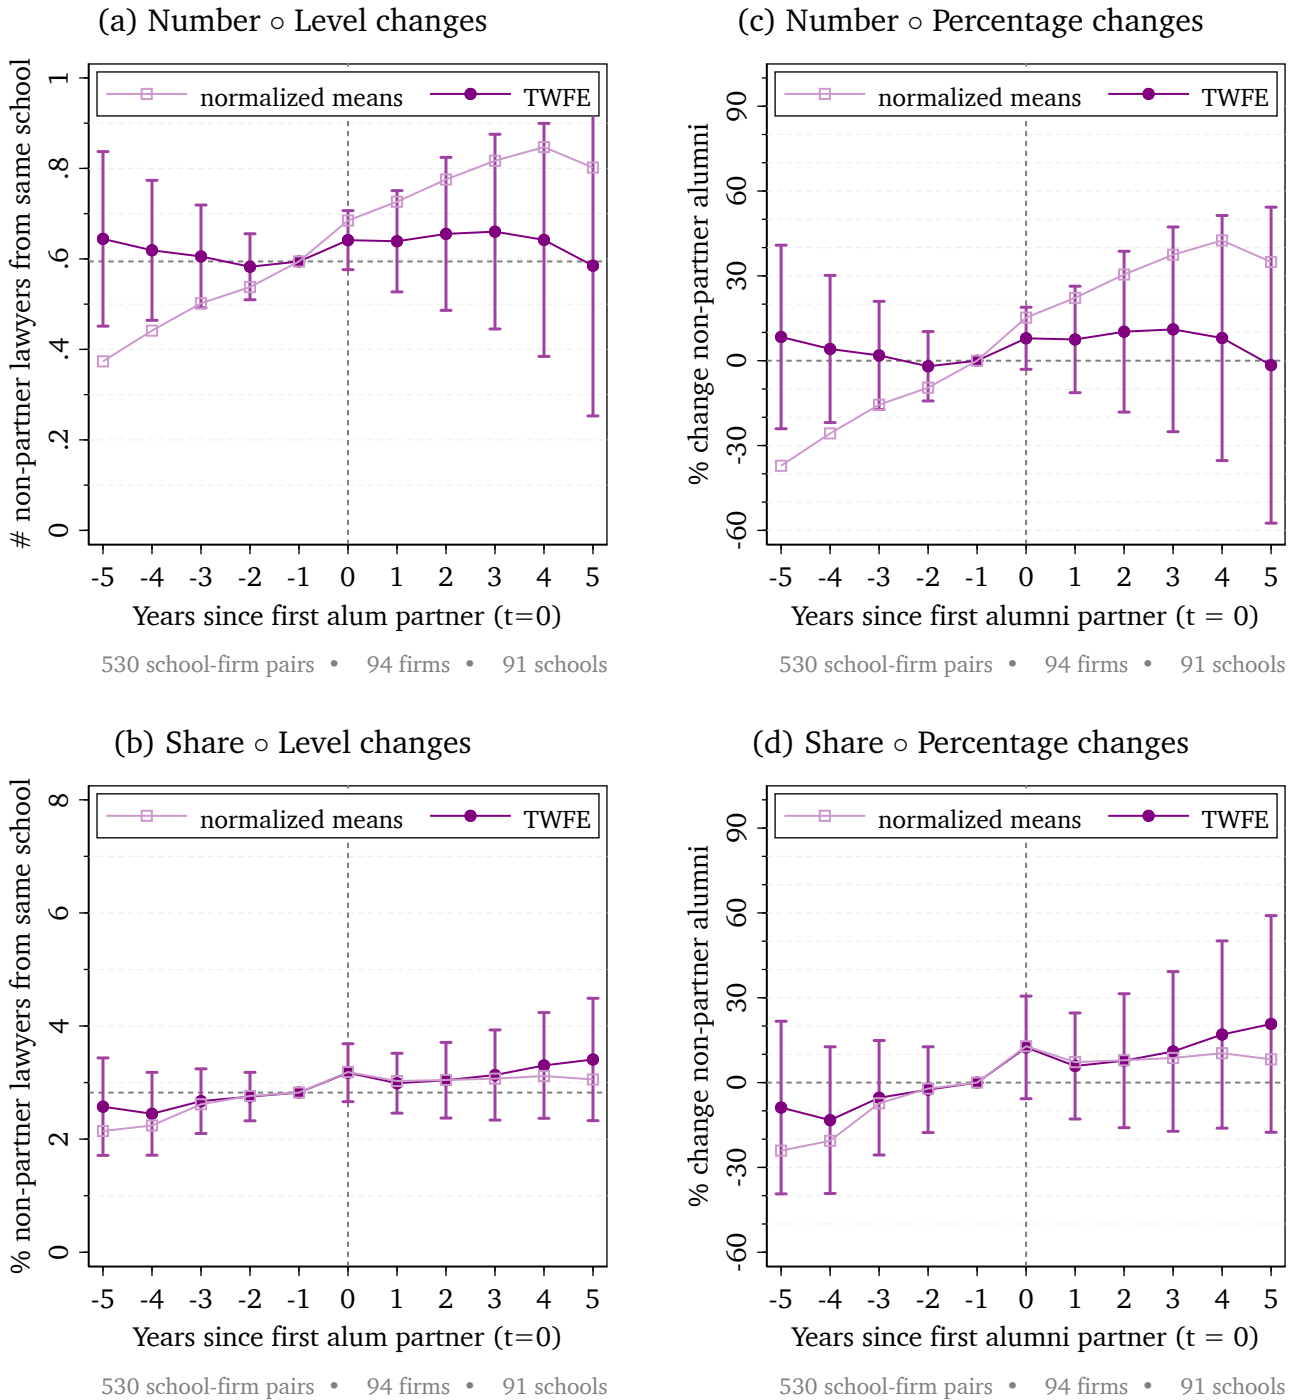 (a) Number ∘ Level changes
# non-partner lawyers from same school
0 .2 .4 .6 .8 1
normalized means TWFE
-5 -4 -3 -2 -1 0 1 2 3 4 5
Years since first alum partner (t=0)
530 school-firm pairs • 94 firms • 91 schools
(c) Number ∘ Percentage changes
% change non-partner alumni
-60 -30 0 30 60 90
normalized means TWFE
-5 -4 -3 -2 -1 0 1 2 3 4 5
Years since first alumni partner (t = 0)
530 school-firm pairs • 94 firms • 91 schools
(b) Share ∘ Level changes
% non-partner lawyers from same school
0 2 4 6 8
normalized means TWFE
-5 -4 -3 -2 -1 0 1 2 3 4 5
Years since first alum partner (t=0)
530 school-firm pairs • 94 firms • 91 schools
(d) Share ∘ Percentage changes
% change non-partner alumni
-60 -30 0 30 60 90
normalized means TWFE
-5 -4 -3 -2 -1 0 1 2 3 4 5
Years since first alumni partner (t = 0)
530 school-firm pairs • 94 firms • 91 schools